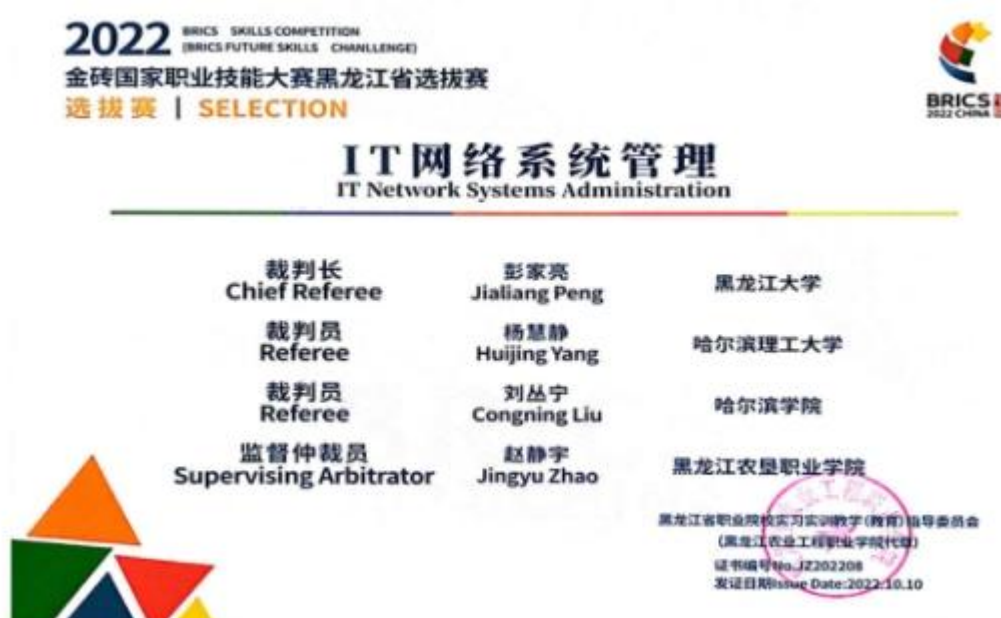 2022
BRICS SKILLS COMPETITION
(BRICS FUTURE SKILLS CHANLLENGE)
金砖国家职业技能大赛黑龙江省选拔赛
选拔赛 | SELECTION
BRICS
2022 CHINA
IT网络系统管理
IT Network Systems Administration
裁判长 彭家亮 黑龙江大学
Chief Referee Jialiang Peng
裁判员 杨慧静 哈尔滨理工大学
Referee Huijing Yang
裁判员 刘丛宁 哈尔滨学院
Referee Congning Liu
监督仲裁员 赵静宇 黑龙江农垦职业学院
Supervising Arbitrator Jingyu Zhao
黑龙江省职业院校实习实训教学(教育)指导委员会
(黑龙江农业工程职业学院代章)
证书编号No.JZ202208
发证日期Issue Date:2022.10.10